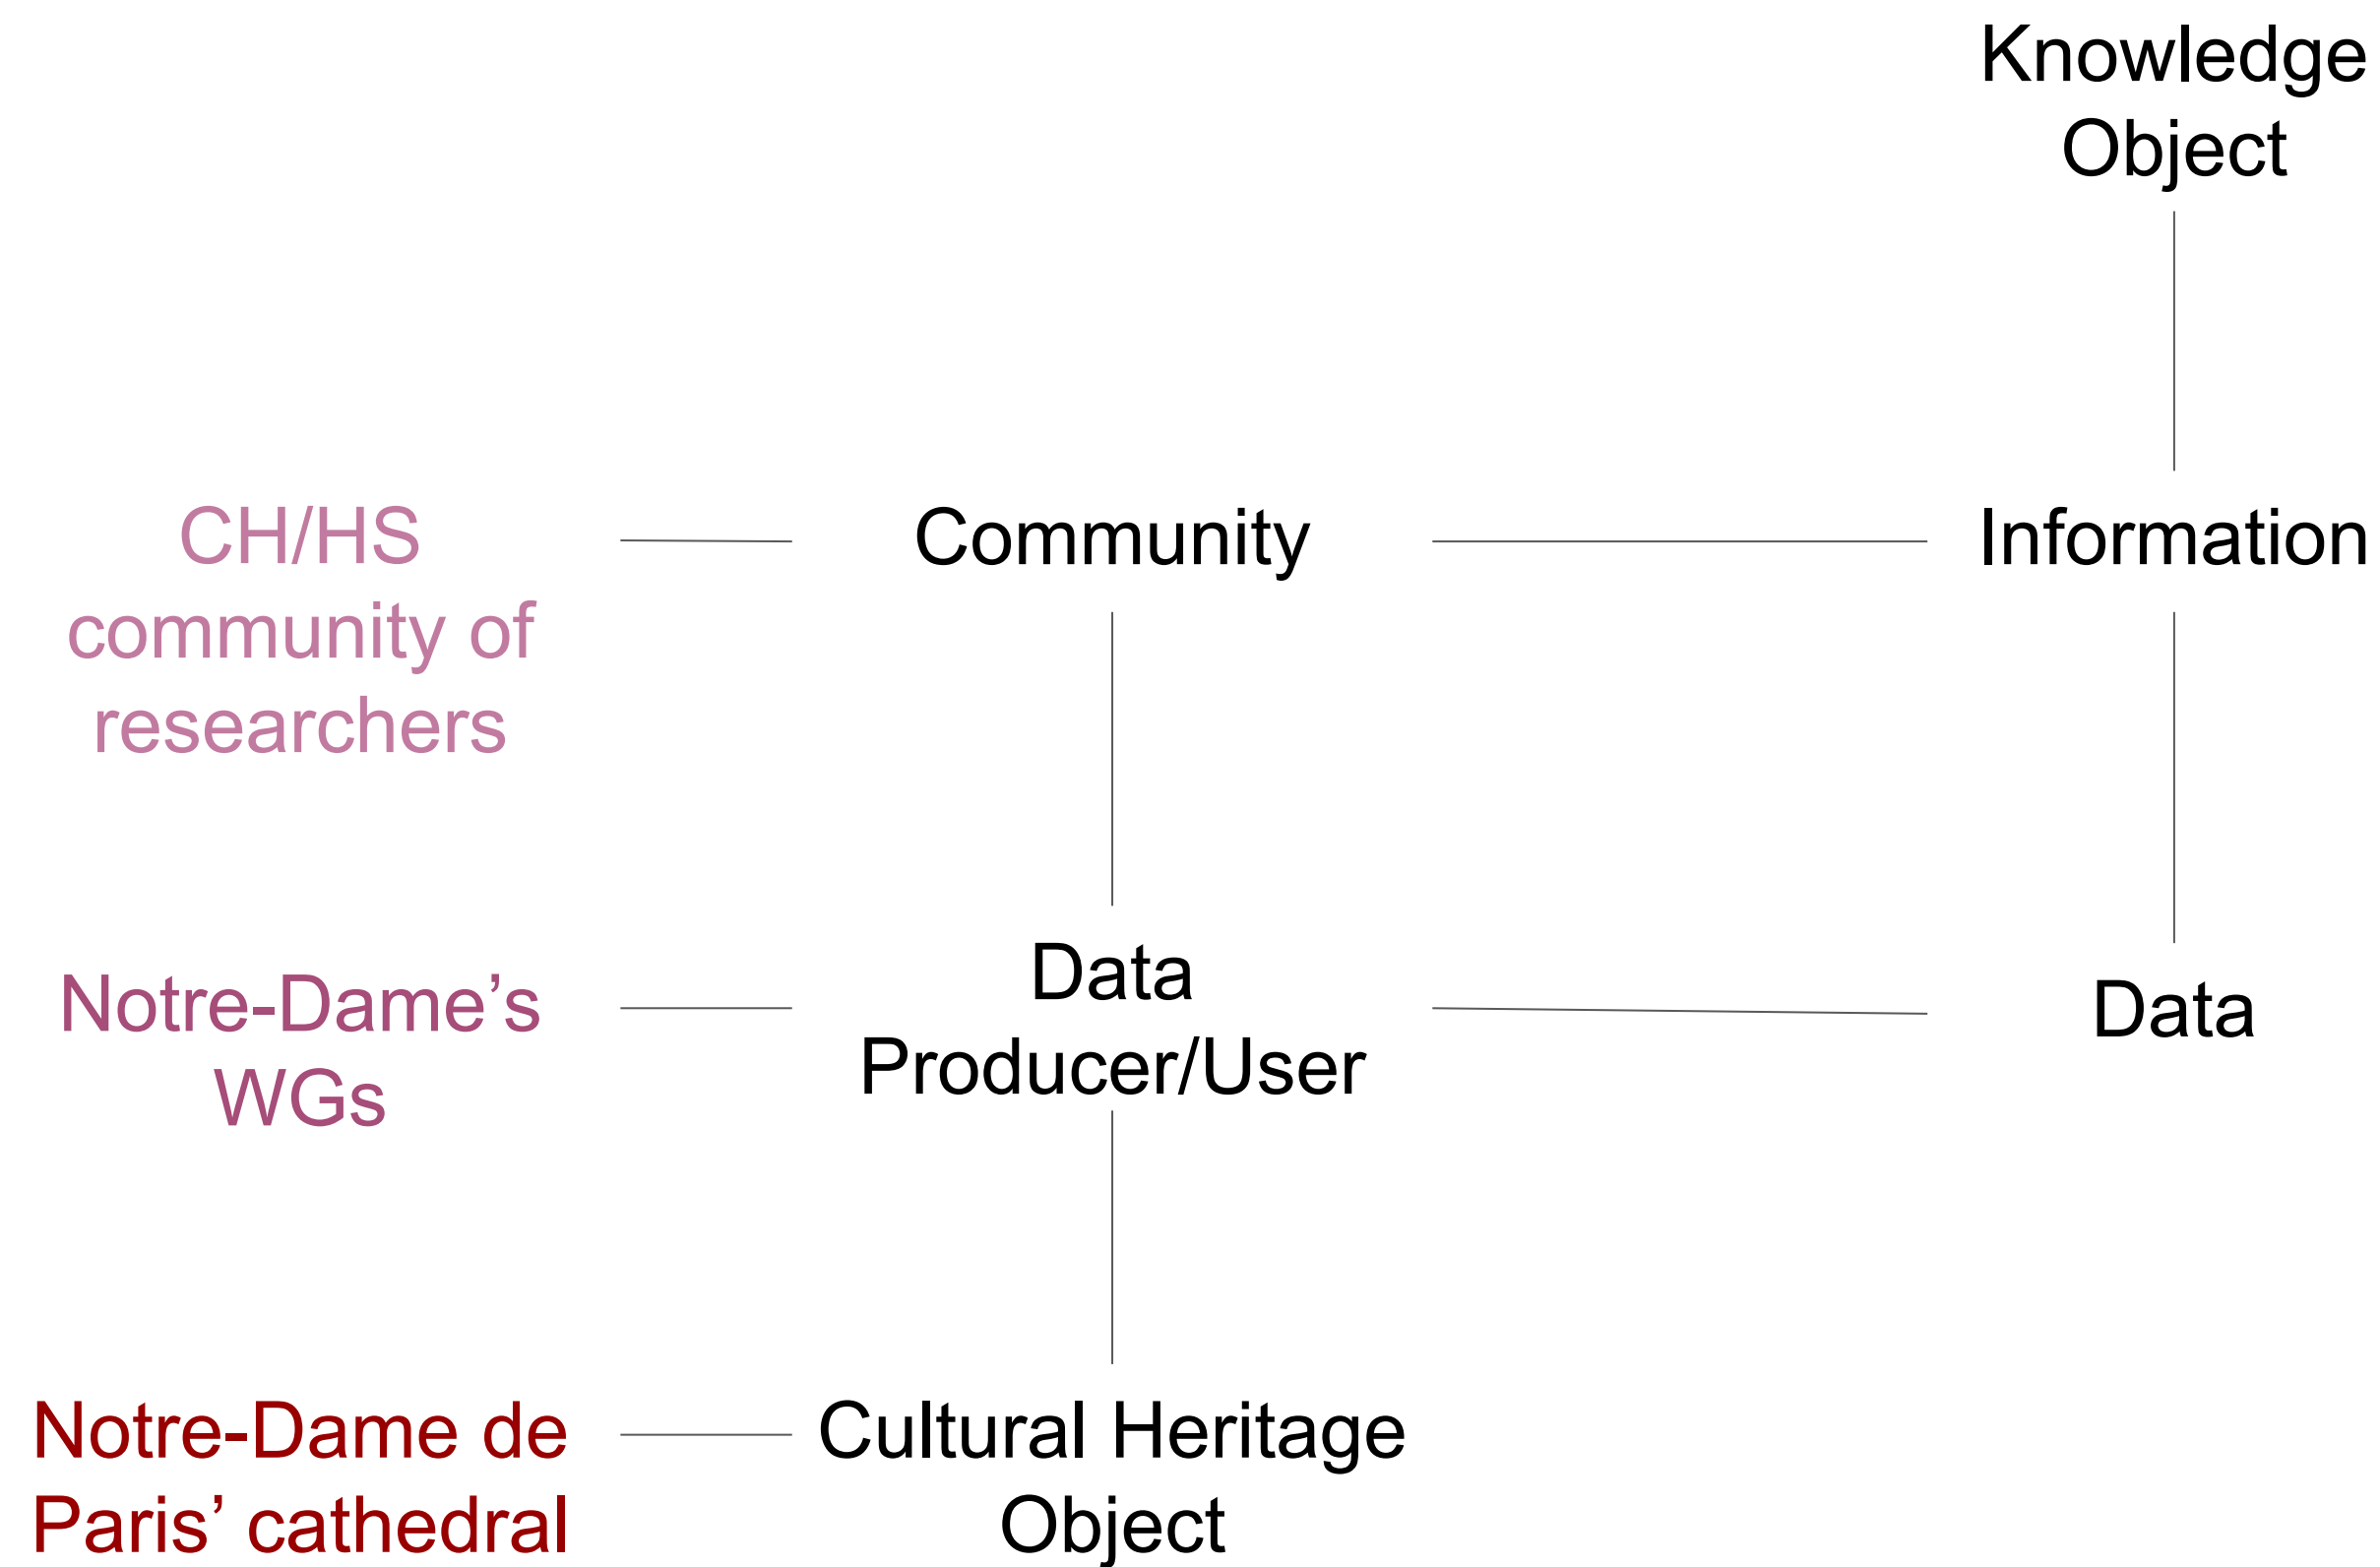 Knowledge
Object
CH/HS
community of
researchers
Community
Information
Notre-Dame’s
WGs
Data
Producer/User
Data
Notre-Dame de
Paris’ cathedral
Cultural Heritage
Object